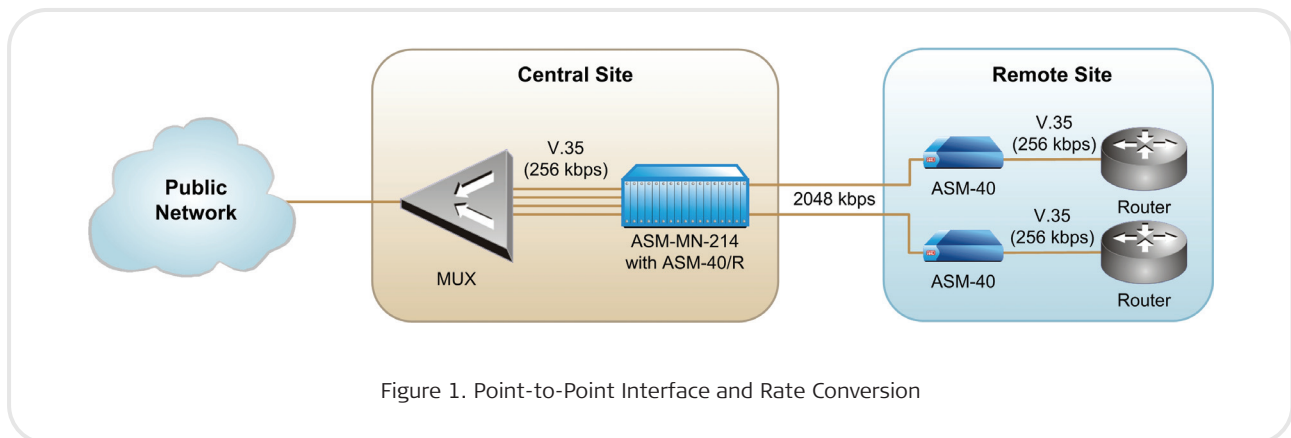 Central Site
Remote Site
Public
Network
MUX
V.35
(256 kbps)
ASM-MN-214
with ASM-40/R
2048 kbps
ASM-40
V.35
(256 kbps)
Router
ASM-40
V.35
(256 kbps)
Router
Figure 1. Point-to-Point Interface and Rate Conversion